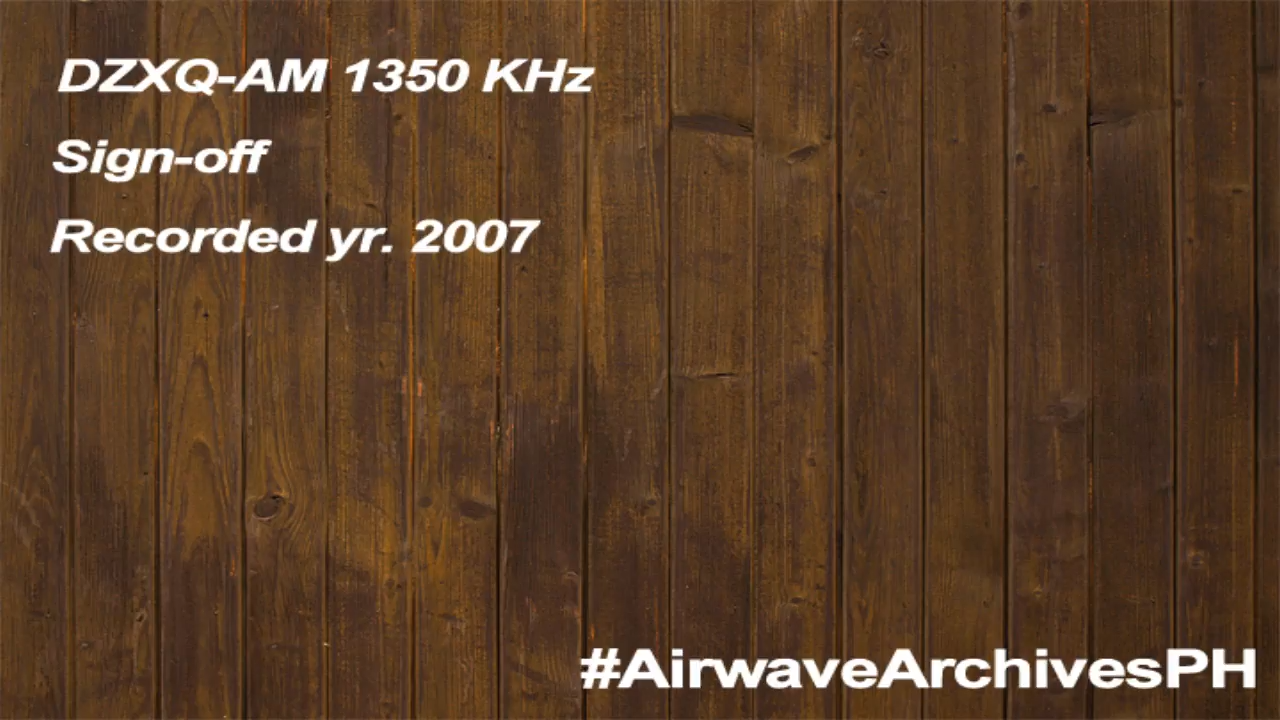 DZXQ-AM 1350 KHz
Sign-off
Recorded yr. 2007
#AirwaveArchivesPH